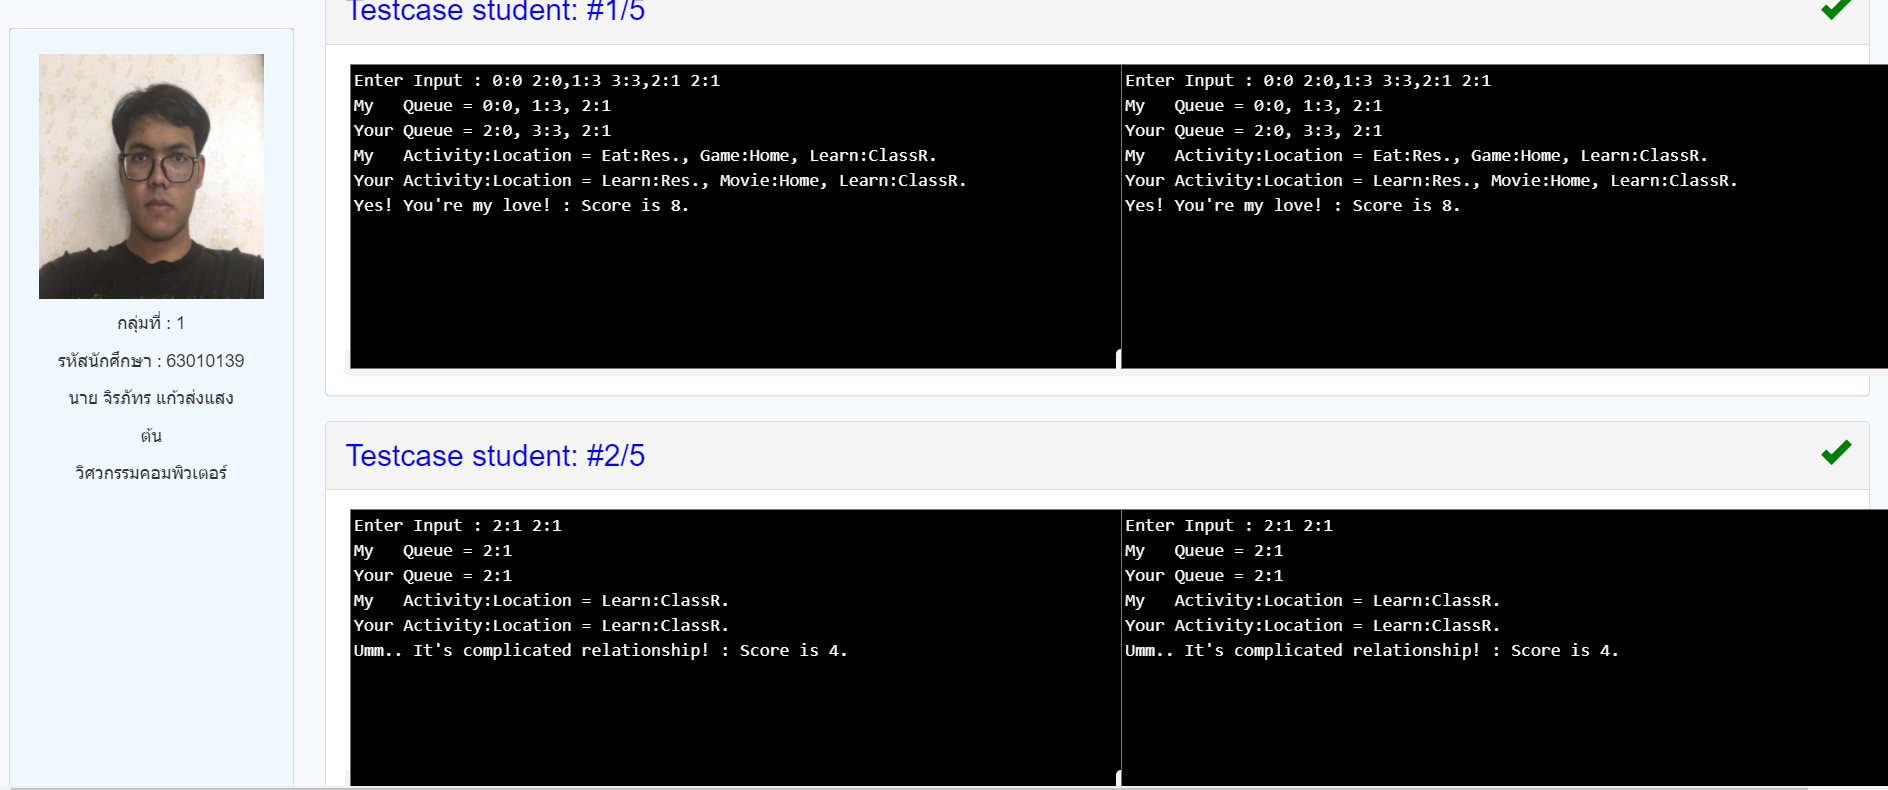 กลุ่มที่ : 1
รหัสนักศึกษา : 63010139
นาย จิรภัทร แก้วส่งแสง
ต้น
วิศวกรรมคอมพิวเตอร์
Testcase student: #1/5
Enter Input : 0:0 2:0,1:3 3:3,2:1 2:1
My   Queue = 0:0, 1:3, 2:1
Your Queue = 2:0, 3:3, 2:1
My   Activity:Location = Eat:Res., Game:Home, Learn:ClassR.
Your Activity:Location = Learn:Res., Movie:Home, Learn:ClassR.
Yes! You're my love! : Score is 8.
Enter Input : 0:0 2:0,1:3 3:3,2:1 2:1
My   Queue = 0:0, 1:3, 2:1
Your Queue = 2:0, 3:3, 2:1
My   Activity:Location = Eat:Res., Game:Home, Learn:ClassR.
Your Activity:Location = Learn:Res., Movie:Home, Learn:ClassR.
Yes! You're my love! : Score is 8.
Testcase student: #2/5
Enter Input : 2:1 2:1
My   Queue = 2:1
Your Queue = 2:1
My   Activity:Location = Learn:ClassR.
Your Activity:Location = Learn:ClassR.
Umm.. It's complicated relationship! : Score is 4.
Enter Input : 2:1 2:1
My   Queue = 2:1
Your Queue = 2:1
My   Activity:Location = Learn:ClassR.
Your Activity:Location = Learn:ClassR.
Umm.. It's complicated relationship! : Score is 4.